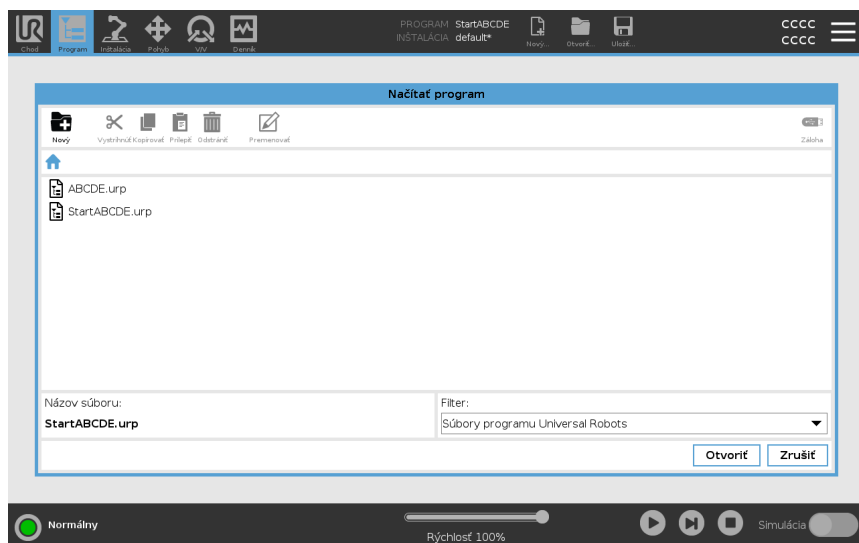 UR
PROGRAM StartABCDE
INŠTALÁCIA default*
Chod Program Inštalácia Pohyb V/V Denník Nový... Otvoriť... Uložiť...
cccc
cccc
Načítať program
Nový Vystrihnúť Kopírovať Prilepiť Odstrániť Premenovať Záloha
ABCDE.urp
StartABCDE.urp
Názov súboru: Filter:
StartABCDE.urp Súbory programu Universal Robots
Otvoriť Zrušiť
Normálny Rýchlosť 100% Simulácia